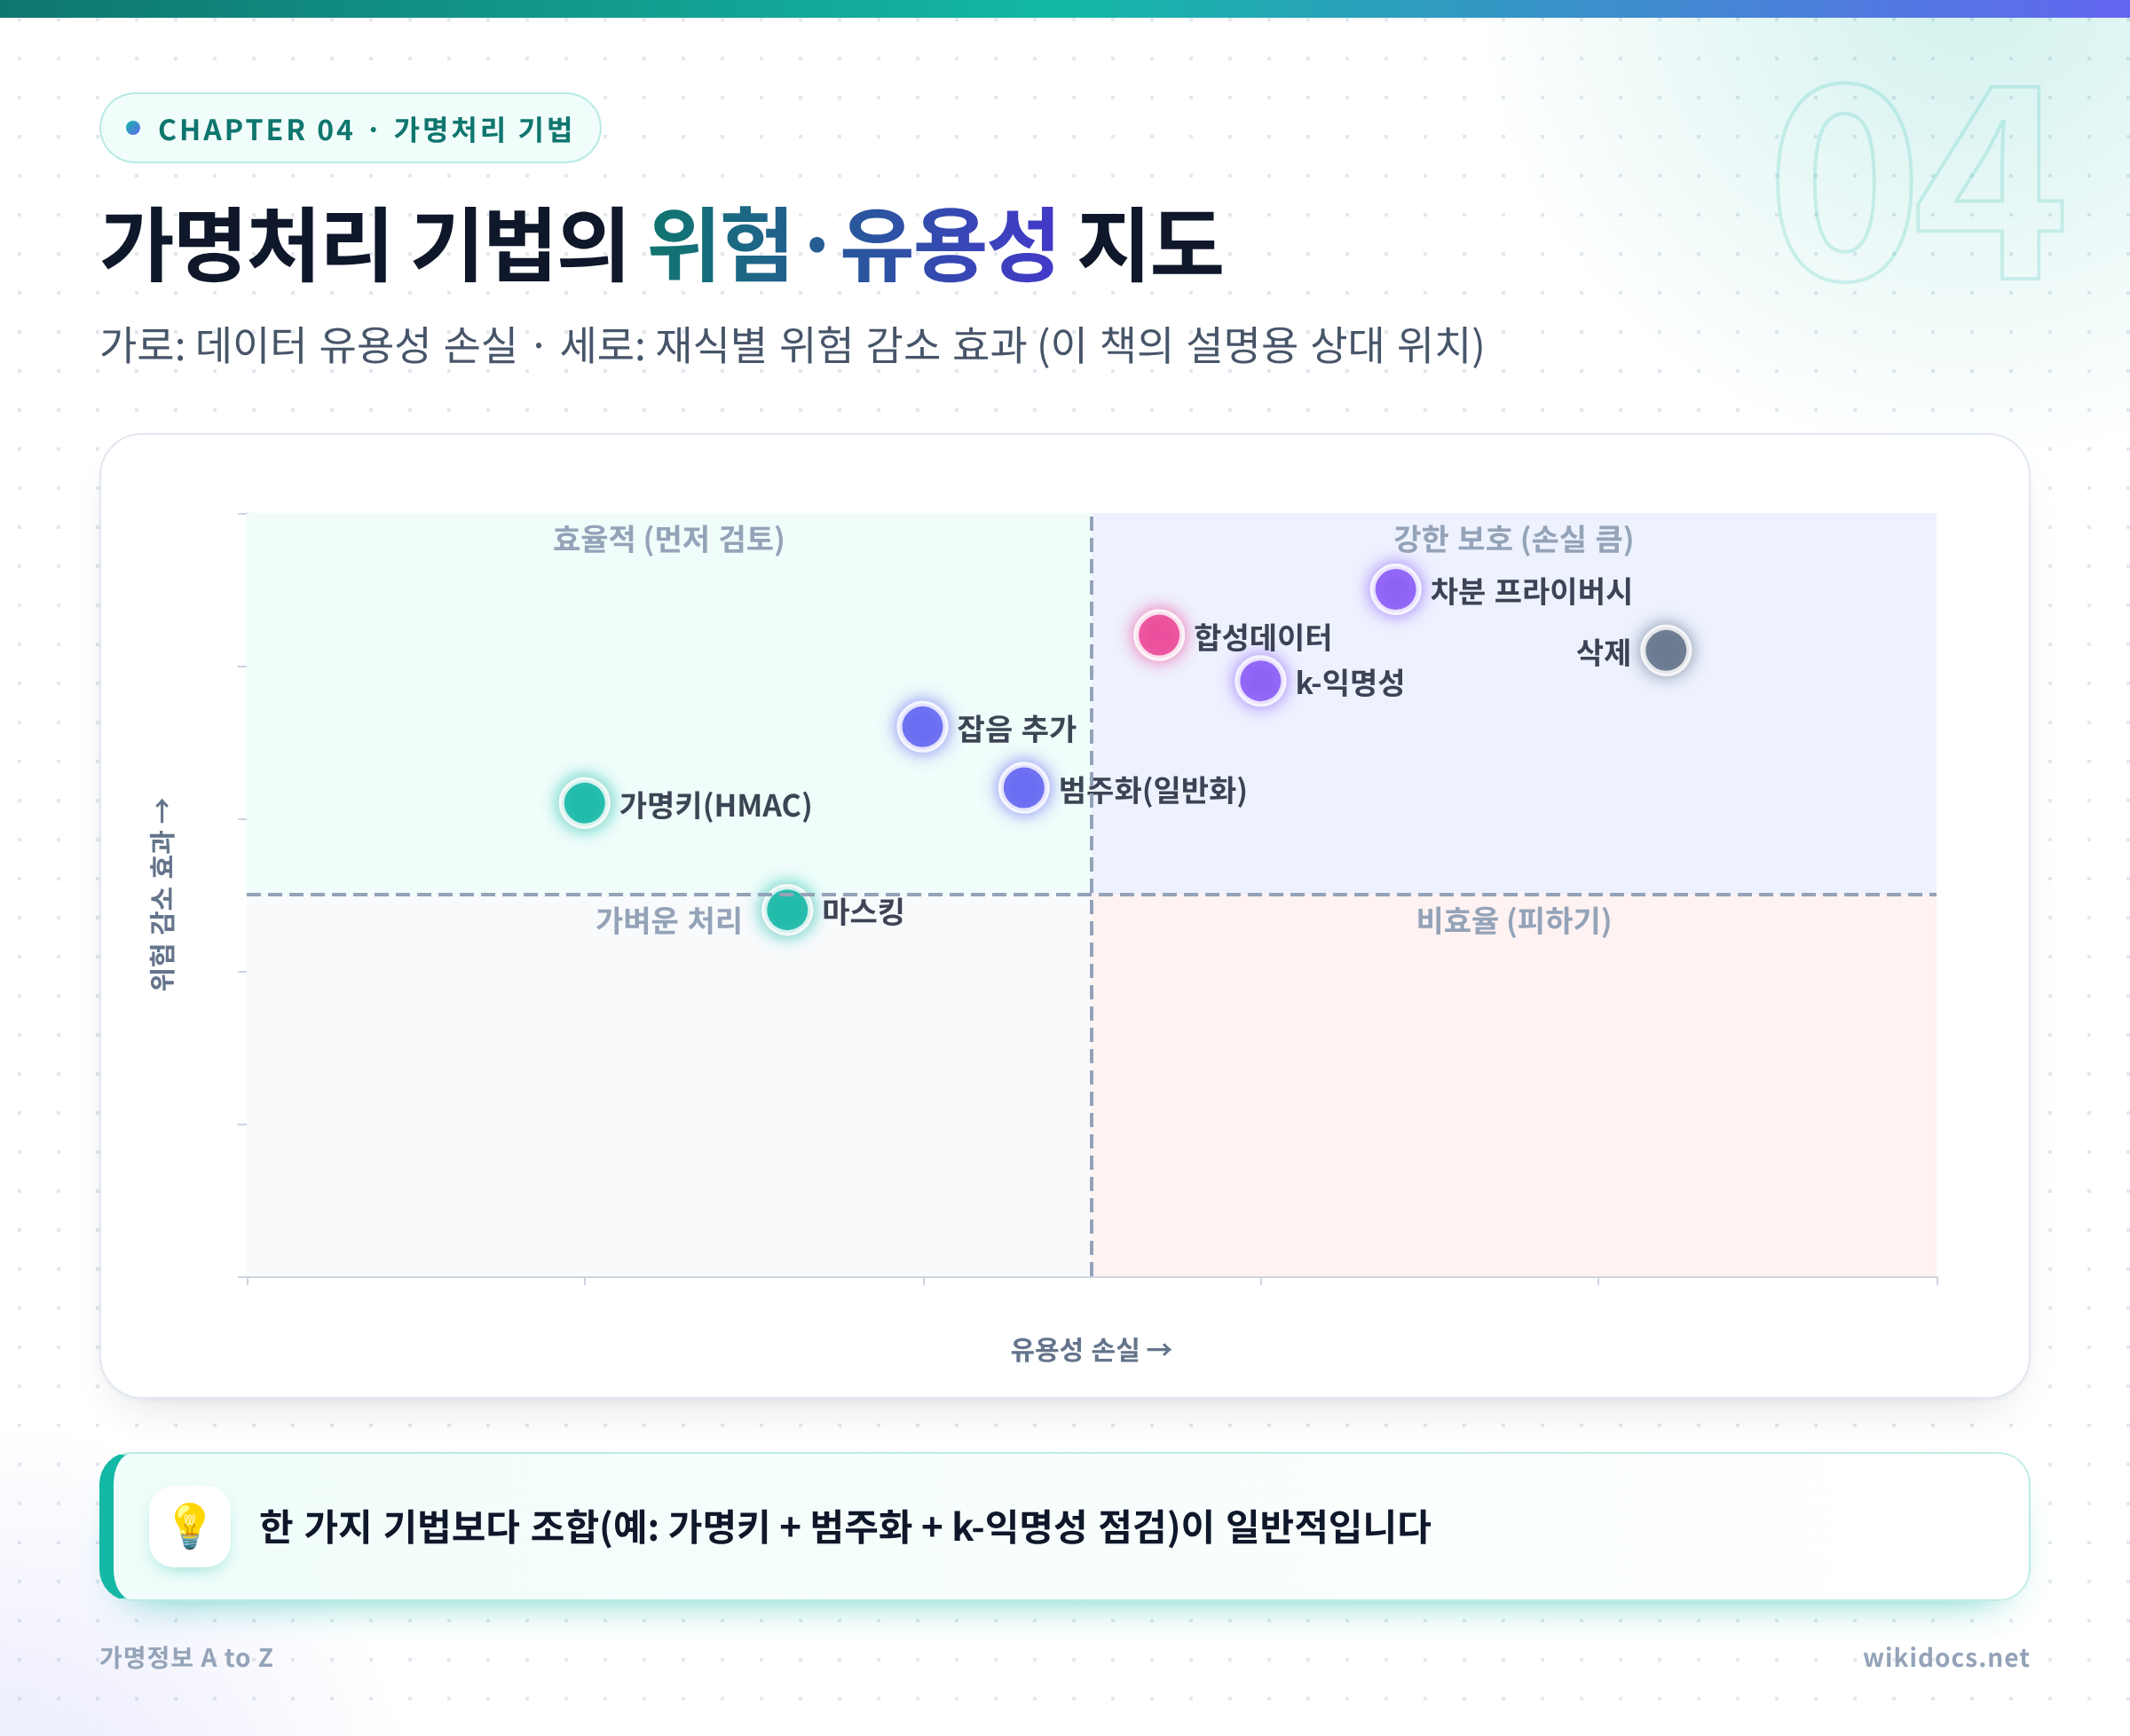 CHAPTER 04 · 가명처리 기법
04
가명처리 기법의 위험·유용성 지도
가로: 데이터 유용성 손실 · 세로: 재식별 위험 감소 효과 (이 책의 설명용 상대 위치)
효율적 (먼저 검토)
강한 보호 (손실 큼)
차분 프라이버시
합성데이터
삭제
k-익명성
잡음 추가
범주화(일반화)
가명키(HMAC)
마스킹
가벼운 처리
비효율 (피하기)
위험 감소 효과 →
유용성 손실 →
💡 한 가지 기법보다 조합(예: 가명키 + 범주화 + k-익명성 점검)이 일반적입니다
가명정보 A to Z
wikidocs.net